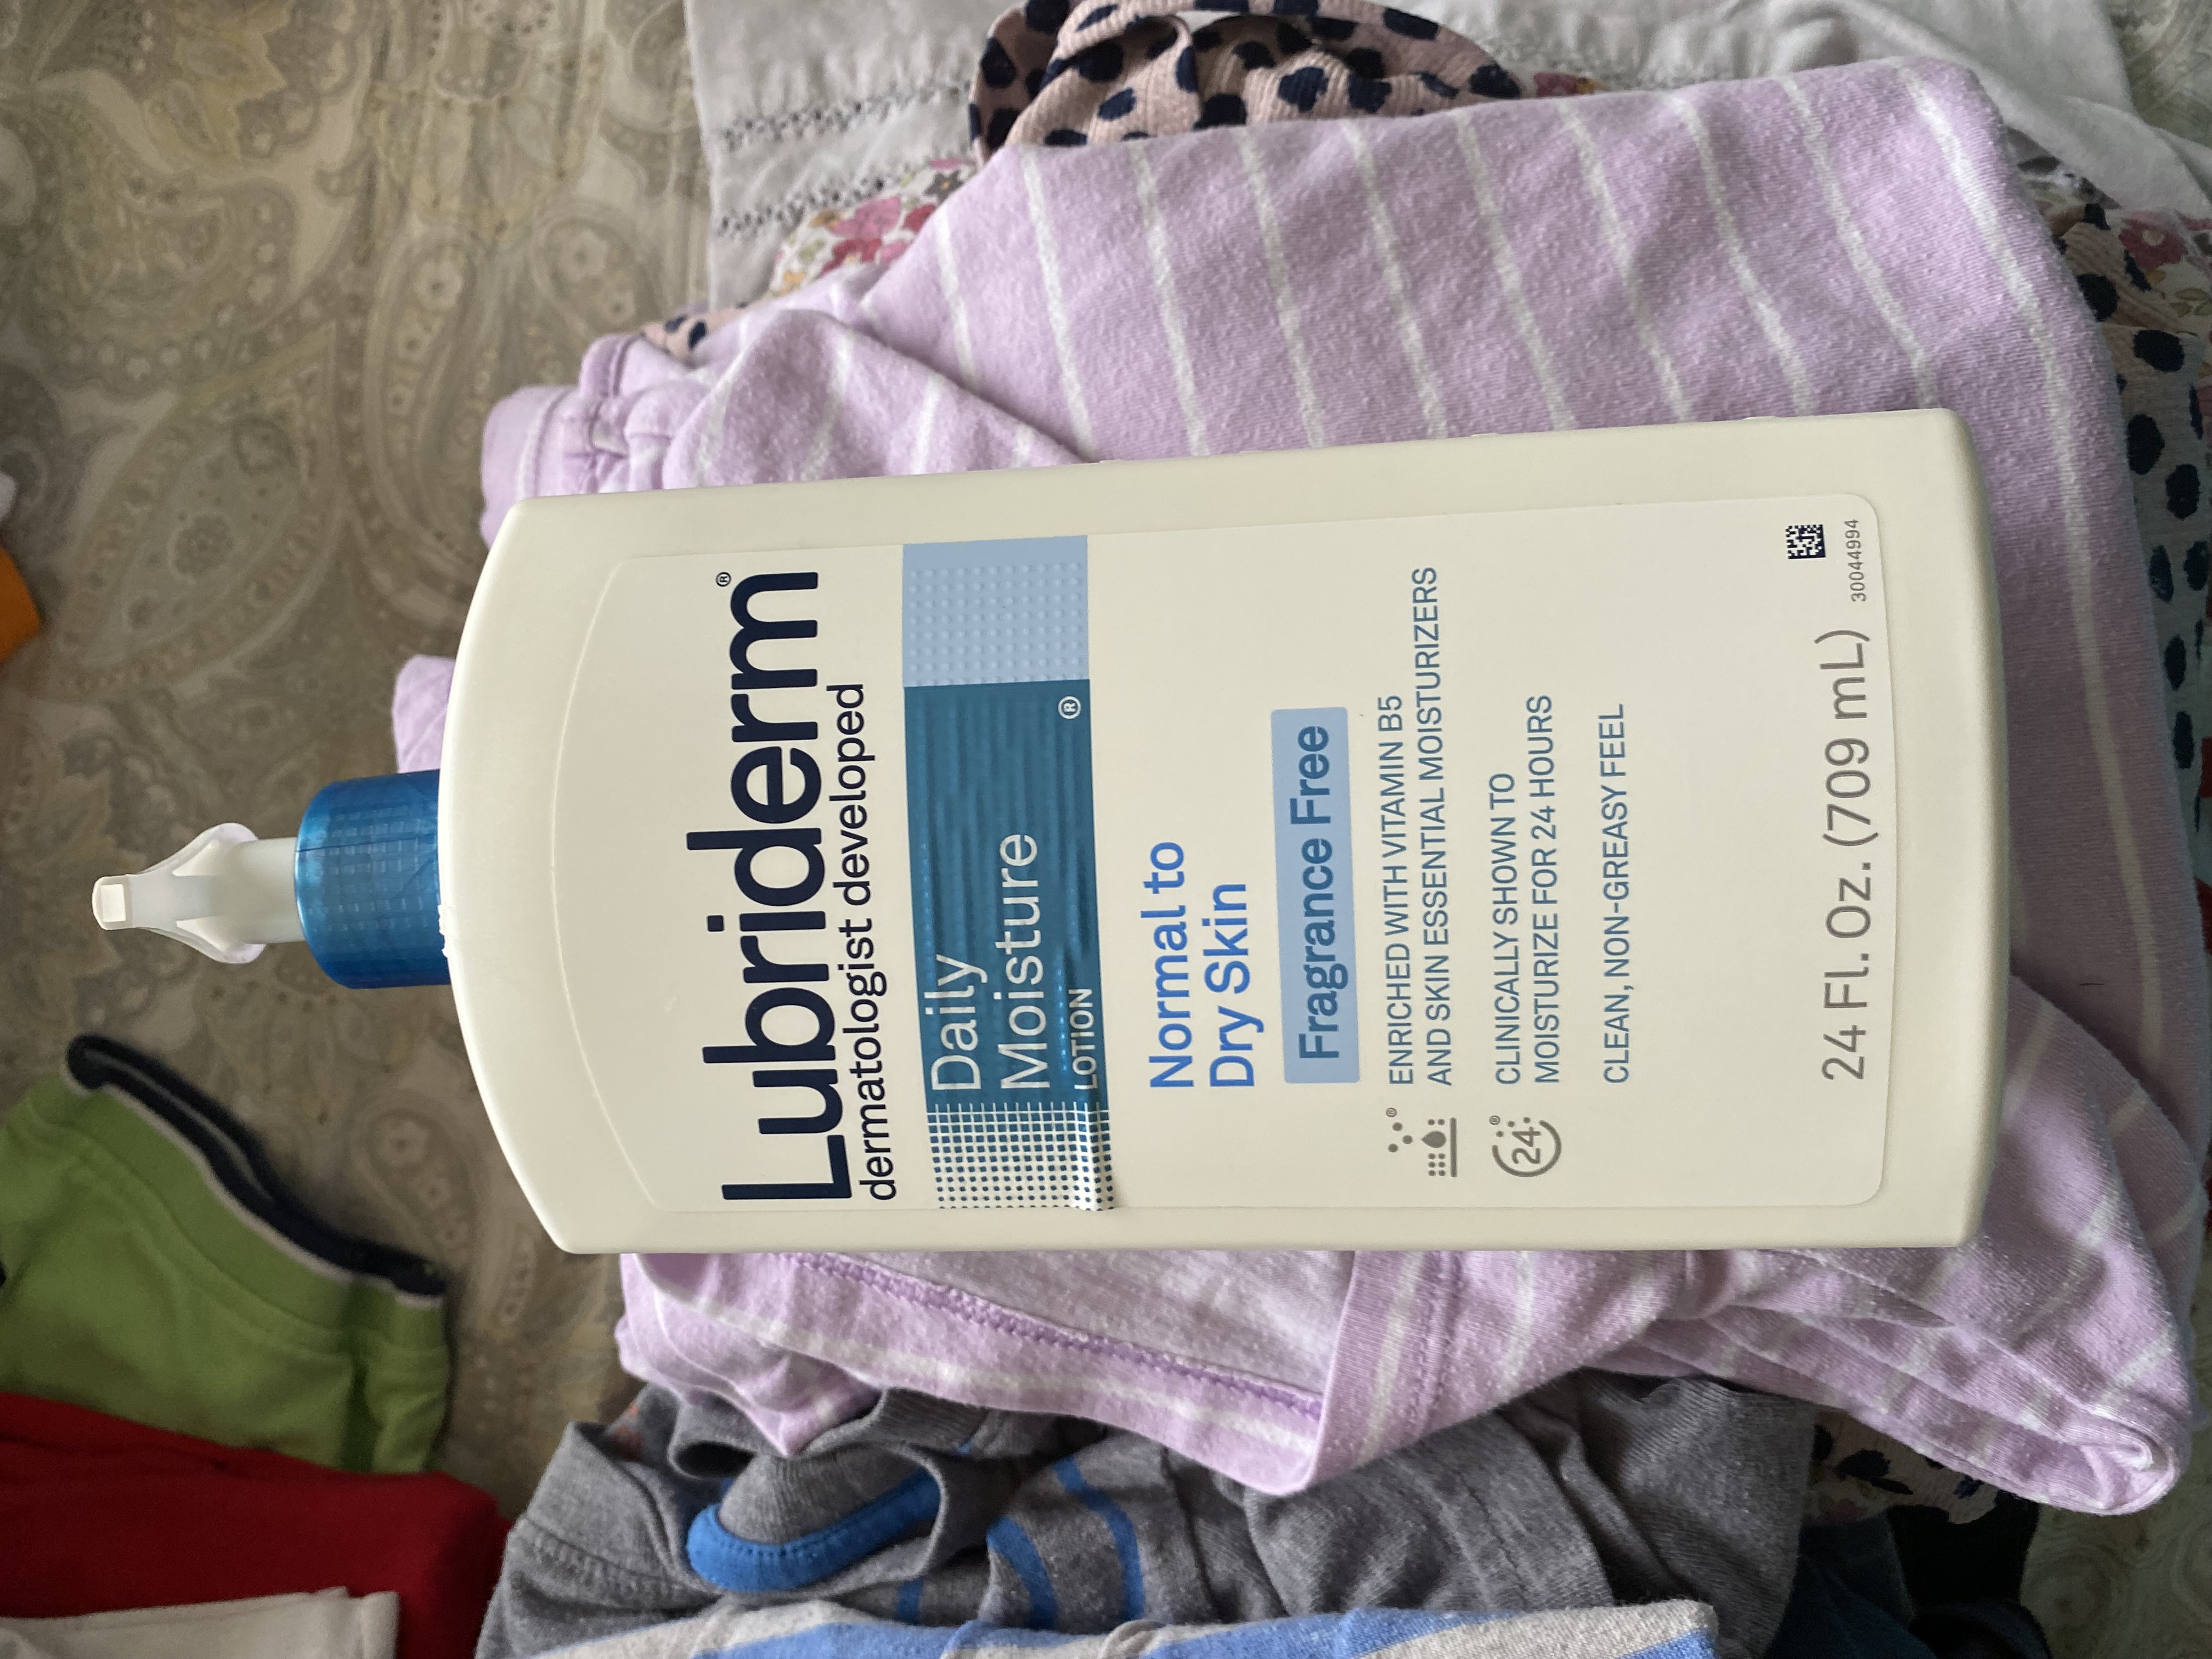 Lubriderm®
dermatologist developed
Daily
Moisture
LOTION ®
Normal to
Dry Skin
Fragrance Free
® ENRICHED WITH VITAMIN B5
AND SKIN ESSENTIAL MOISTURIZERS
24® CLINICALLY SHOWN TO
MOISTURIZE FOR 24 HOURS
CLEAN, NON-GREASY FEEL
24 Fl. Oz. (709 mL) 30044994